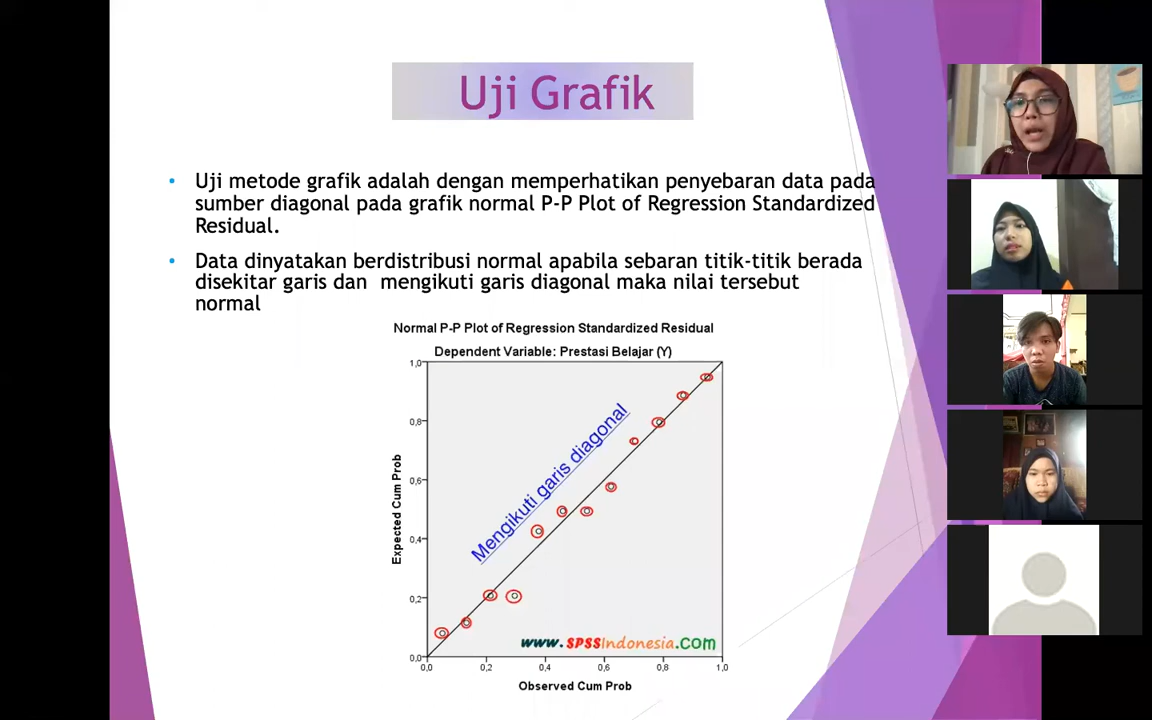 Uji Grafik
• Uji metode grafik adalah dengan memperhatikan penyebaran data pada
sumber diagonal pada grafik normal P-P Plot of Regression Standardized
Residual.
• Data dinyatakan berdistribusi normal apabila sebaran titik-titik berada
disekitar garis dan  mengikuti garis diagonal maka nilai tersebut
normal
Normal P-P Plot of Regression Standardized Residual
Dependent Variable: Prestasi Belajar (Y)
1,0
0,8
0,6
0,4
0,2
0,0
Expected Cum Prob
Mengikuti garis diagonal
www.SPSSIndonesia.com
0,0 0,2 0,4 0,6 0,8 1,0
Observed Cum Prob